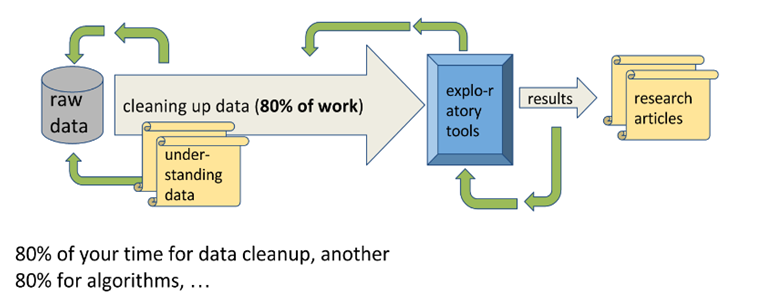 raw
data
cleaning up data (80% of work)
under-
standing
data
explo-r
atory
tools
results
research
articles
80% of your time for data cleanup, another
80% for algorithms, …